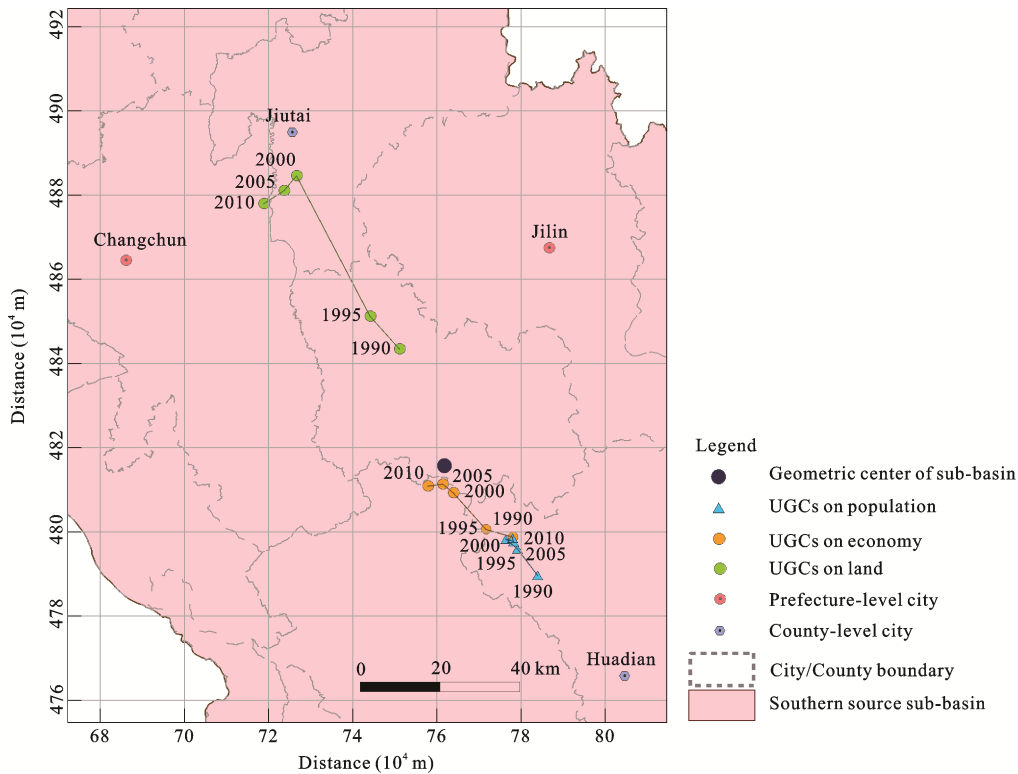 492
490
488
486
484
482
480
478
476
Distance (10⁴ m)
Jiutai
2000
2005
2010
Changchun
Jilin
1995
1990
2010
2005
2000
1990
1995
2010
2000
2005
1995
1990
Huadian
0 20 40 km
68 70 72 74 76 78 80
Distance (10⁴ m)
Legend
Geometric center of sub-basin
UGCs on population
UGCs on economy
UGCs on land
Prefecture-level city
County-level city
City/County boundary
Southern source sub-basin